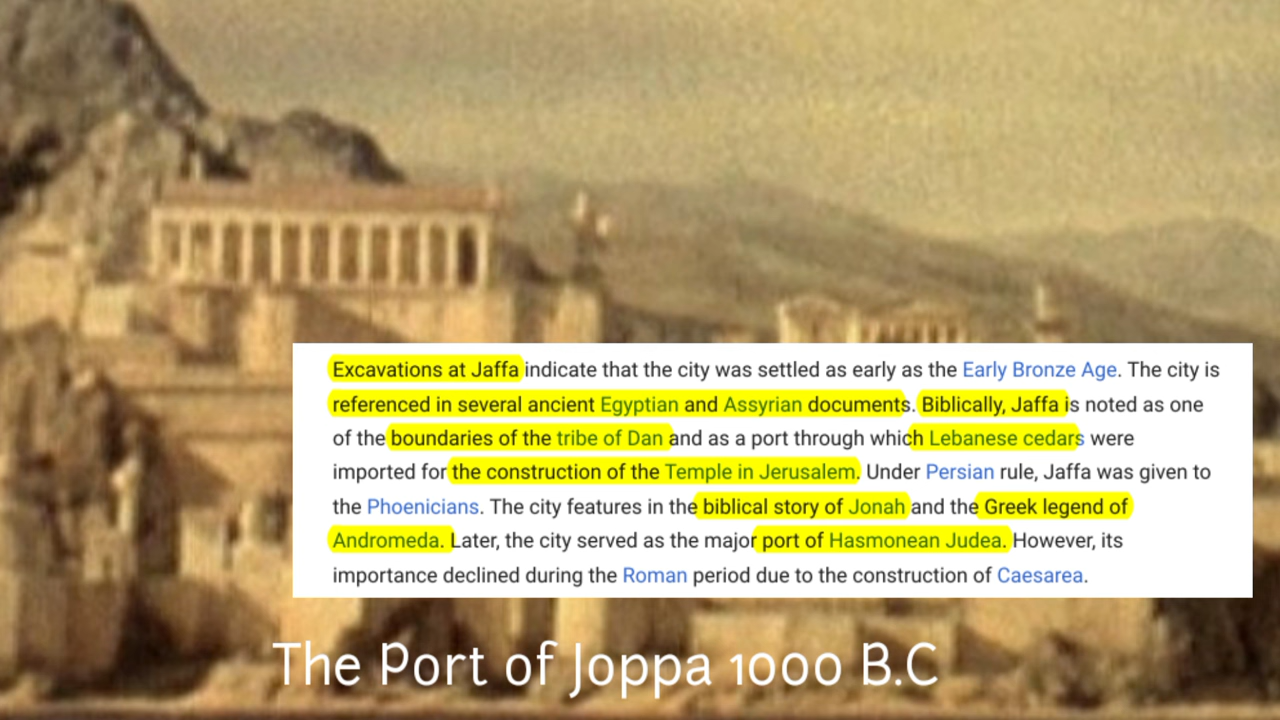 Excavations at Jaffa indicate that the city was settled as early as the Early Bronze Age. The city is
referenced in several ancient Egyptian and Assyrian documents. Biblically, Jaffa is noted as one
of the boundaries of the tribe of Dan and as a port through which Lebanese cedars were
imported for the construction of the Temple in Jerusalem. Under Persian rule, Jaffa was given to
the Phoenicians. The city features in the biblical story of Jonah and the Greek legend of
Andromeda. Later, the city served as the major port of Hasmonean Judea. However, its
importance declined during the Roman period due to the construction of Caesarea.
The Port of Joppa 1000 B.C